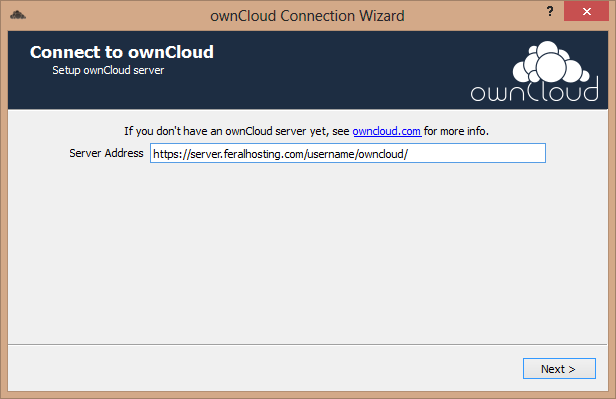 ownCloud Connection Wizard
?
Connect to ownCloud
Setup ownCloud server
ownCloud
If you don't have an ownCloud server yet, see owncloud.com for more info.
Server Address https://server.feralhosting.com/username/owncloud/
Next >